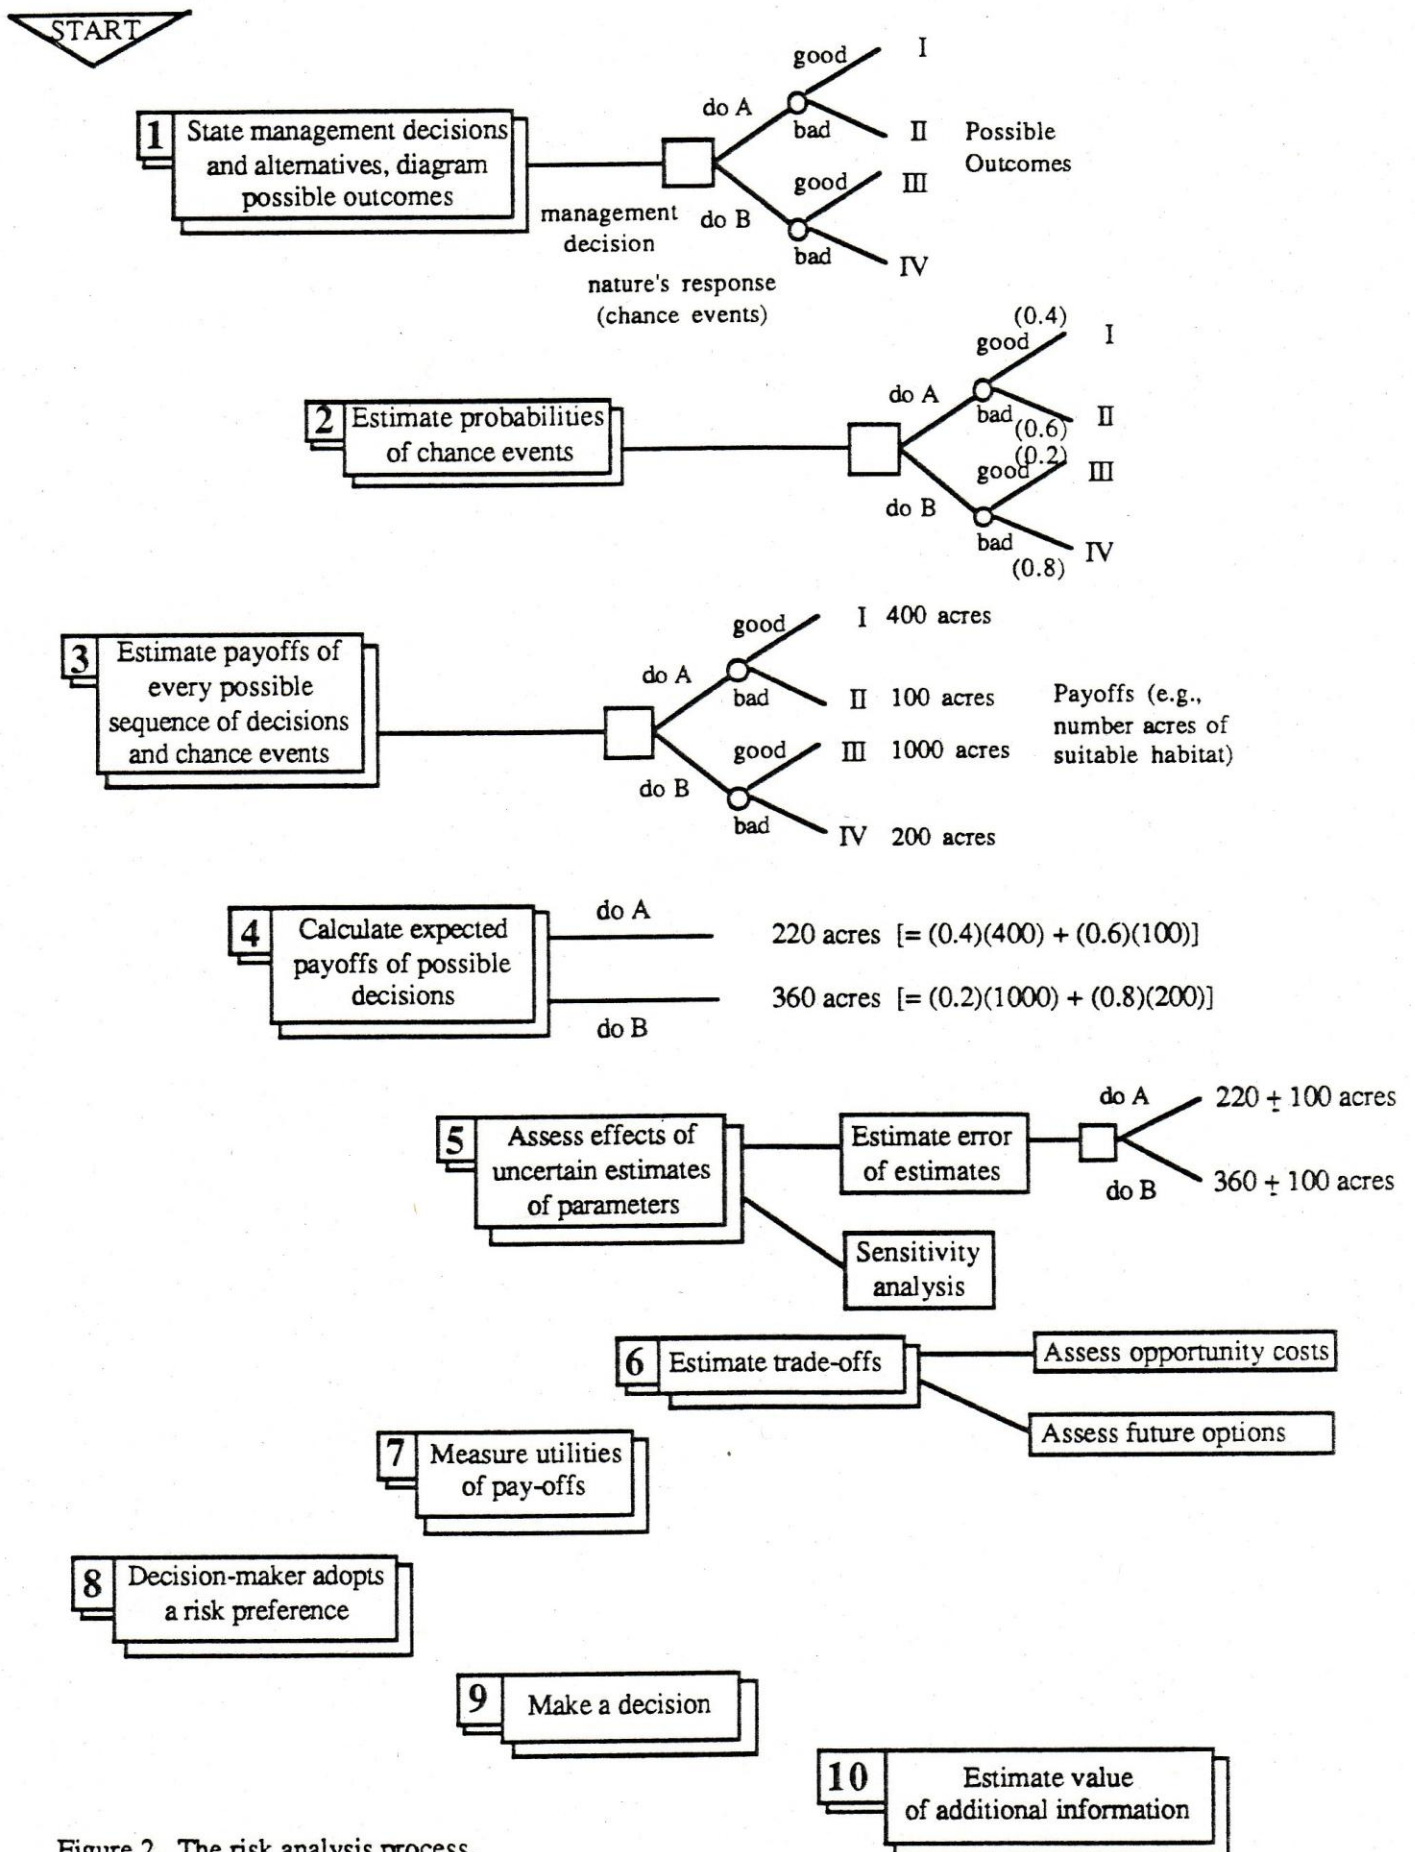 START
1
State management decisions
and alternatives, diagram
possible outcomes
management
decision
nature's response
(chance events)
do A
do B
good
bad
good
bad
I
II
III
IV
Possible
Outcomes
2
Estimate probabilities
of chance events
do A
do B
good
(0.4)
bad
(0.6)
good
(0.2)
bad
(0.8)
I
II
III
IV
3
Estimate payoffs of
every possible
sequence of decisions
and chance events
do A
do B
good
bad
good
bad
I 400 acres
II 100 acres
III 1000 acres
IV 200 acres
Payoffs (e.g.,
number acres of
suitable habitat)
4
Calculate expected
payoffs of possible
decisions
do A
220 acres [= (0.4)(400) + (0.6)(100)]
360 acres [= (0.2)(1000) + (0.8)(200)]
do B
5
Assess effects of
uncertain estimates
of parameters
Estimate error
of estimates
do A
220 ± 100 acres
do B
360 ± 100 acres
Sensitivity
analysis
6
Estimate trade-offs
Assess opportunity costs
Assess future options
7
Measure utilities
of pay-offs
8
Decision-maker adopts
a risk preference
9
Make a decision
10
Estimate value
of additional information
Figure 2. The risk analysis process